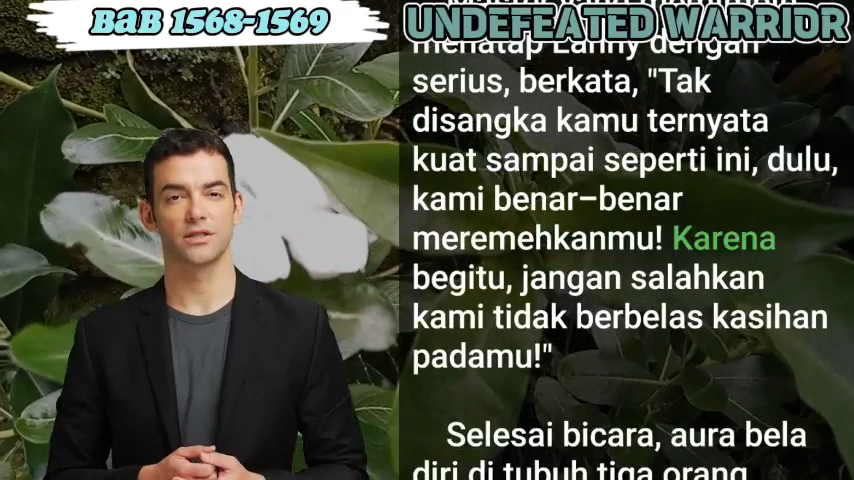 BAB 1568-1569
UNDEFEATED WARRIOR
menatap Lanny dengan
serius, berkata, "Tak
disangka kamu ternyata
kuat sampai seperti ini, dulu,
kami benar–benar
meremehkanmu! Karena
begitu, jangan salahkan
kami tidak berbelas kasihan
padamu!"
Selesai bicara, aura bela
diri di tubuh tiga orang